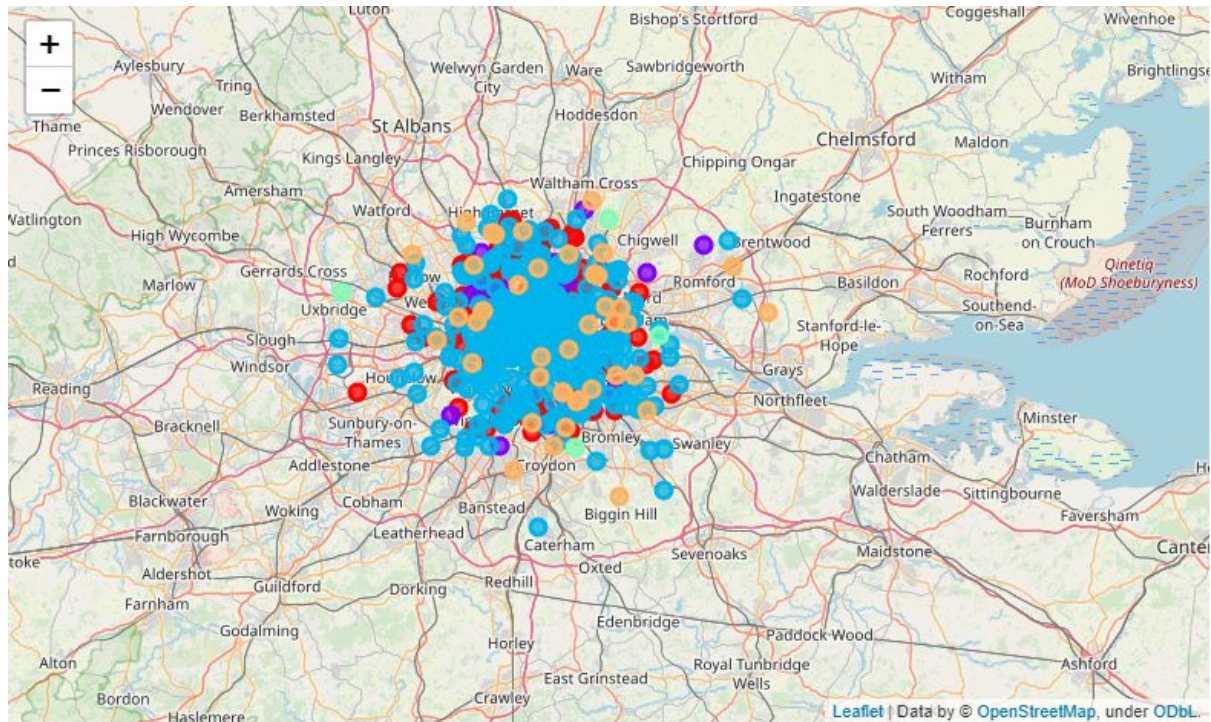 Luton
Bishop's Stortford
Coggeshall
Wivenhoe
+
Aylesbury
Welwyn Garden
City
Ware
Sawbridgeworth
Witham
−
Tring
Wendover
Berkhamsted
Hoddesdon
Thame
St Albans
Chelmsford
Maldon
Princes Risborough
Kings Langley
Chipping Ongar
Amersham
Waltham Cross
Ingatestone
Watford
South Woodham
Ferrers
Burnham
on Crouch
High Wycombe
Chigwell
Brentwood
Gerrards Cross
Rochford
Qinetiq
(MoD Shoeburyness)
Marlow
Romford
Basildon
Uxbridge
Southend-
on-Sea
Slough
Stanford-le-
Hope
Windsor
Grays
Reading
Northfleet
Minster
Bracknell
Sunbury-on-
Thames
Bromley
Swanley
Chatham
Addlestone
Croydon
Walderslade
Sittingbourne
Blackwater
Cobham
Woking
Banstead
Biggin Hill
Faversham
Farnborough
Leatherhead
Caterham
Sevenoaks
Maidstone
Aldershot
Oxted
Guildford
Dorking
Redhill
Farnham
Edenbridge
Godalming
Horley
Paddock Wood
Alton
Royal Tunbridge
Wells
Ashford
East Grinstead
Bordon
Crawley
Haslemere
Leaflet | Data by © OpenStreetMap, under ODbL.